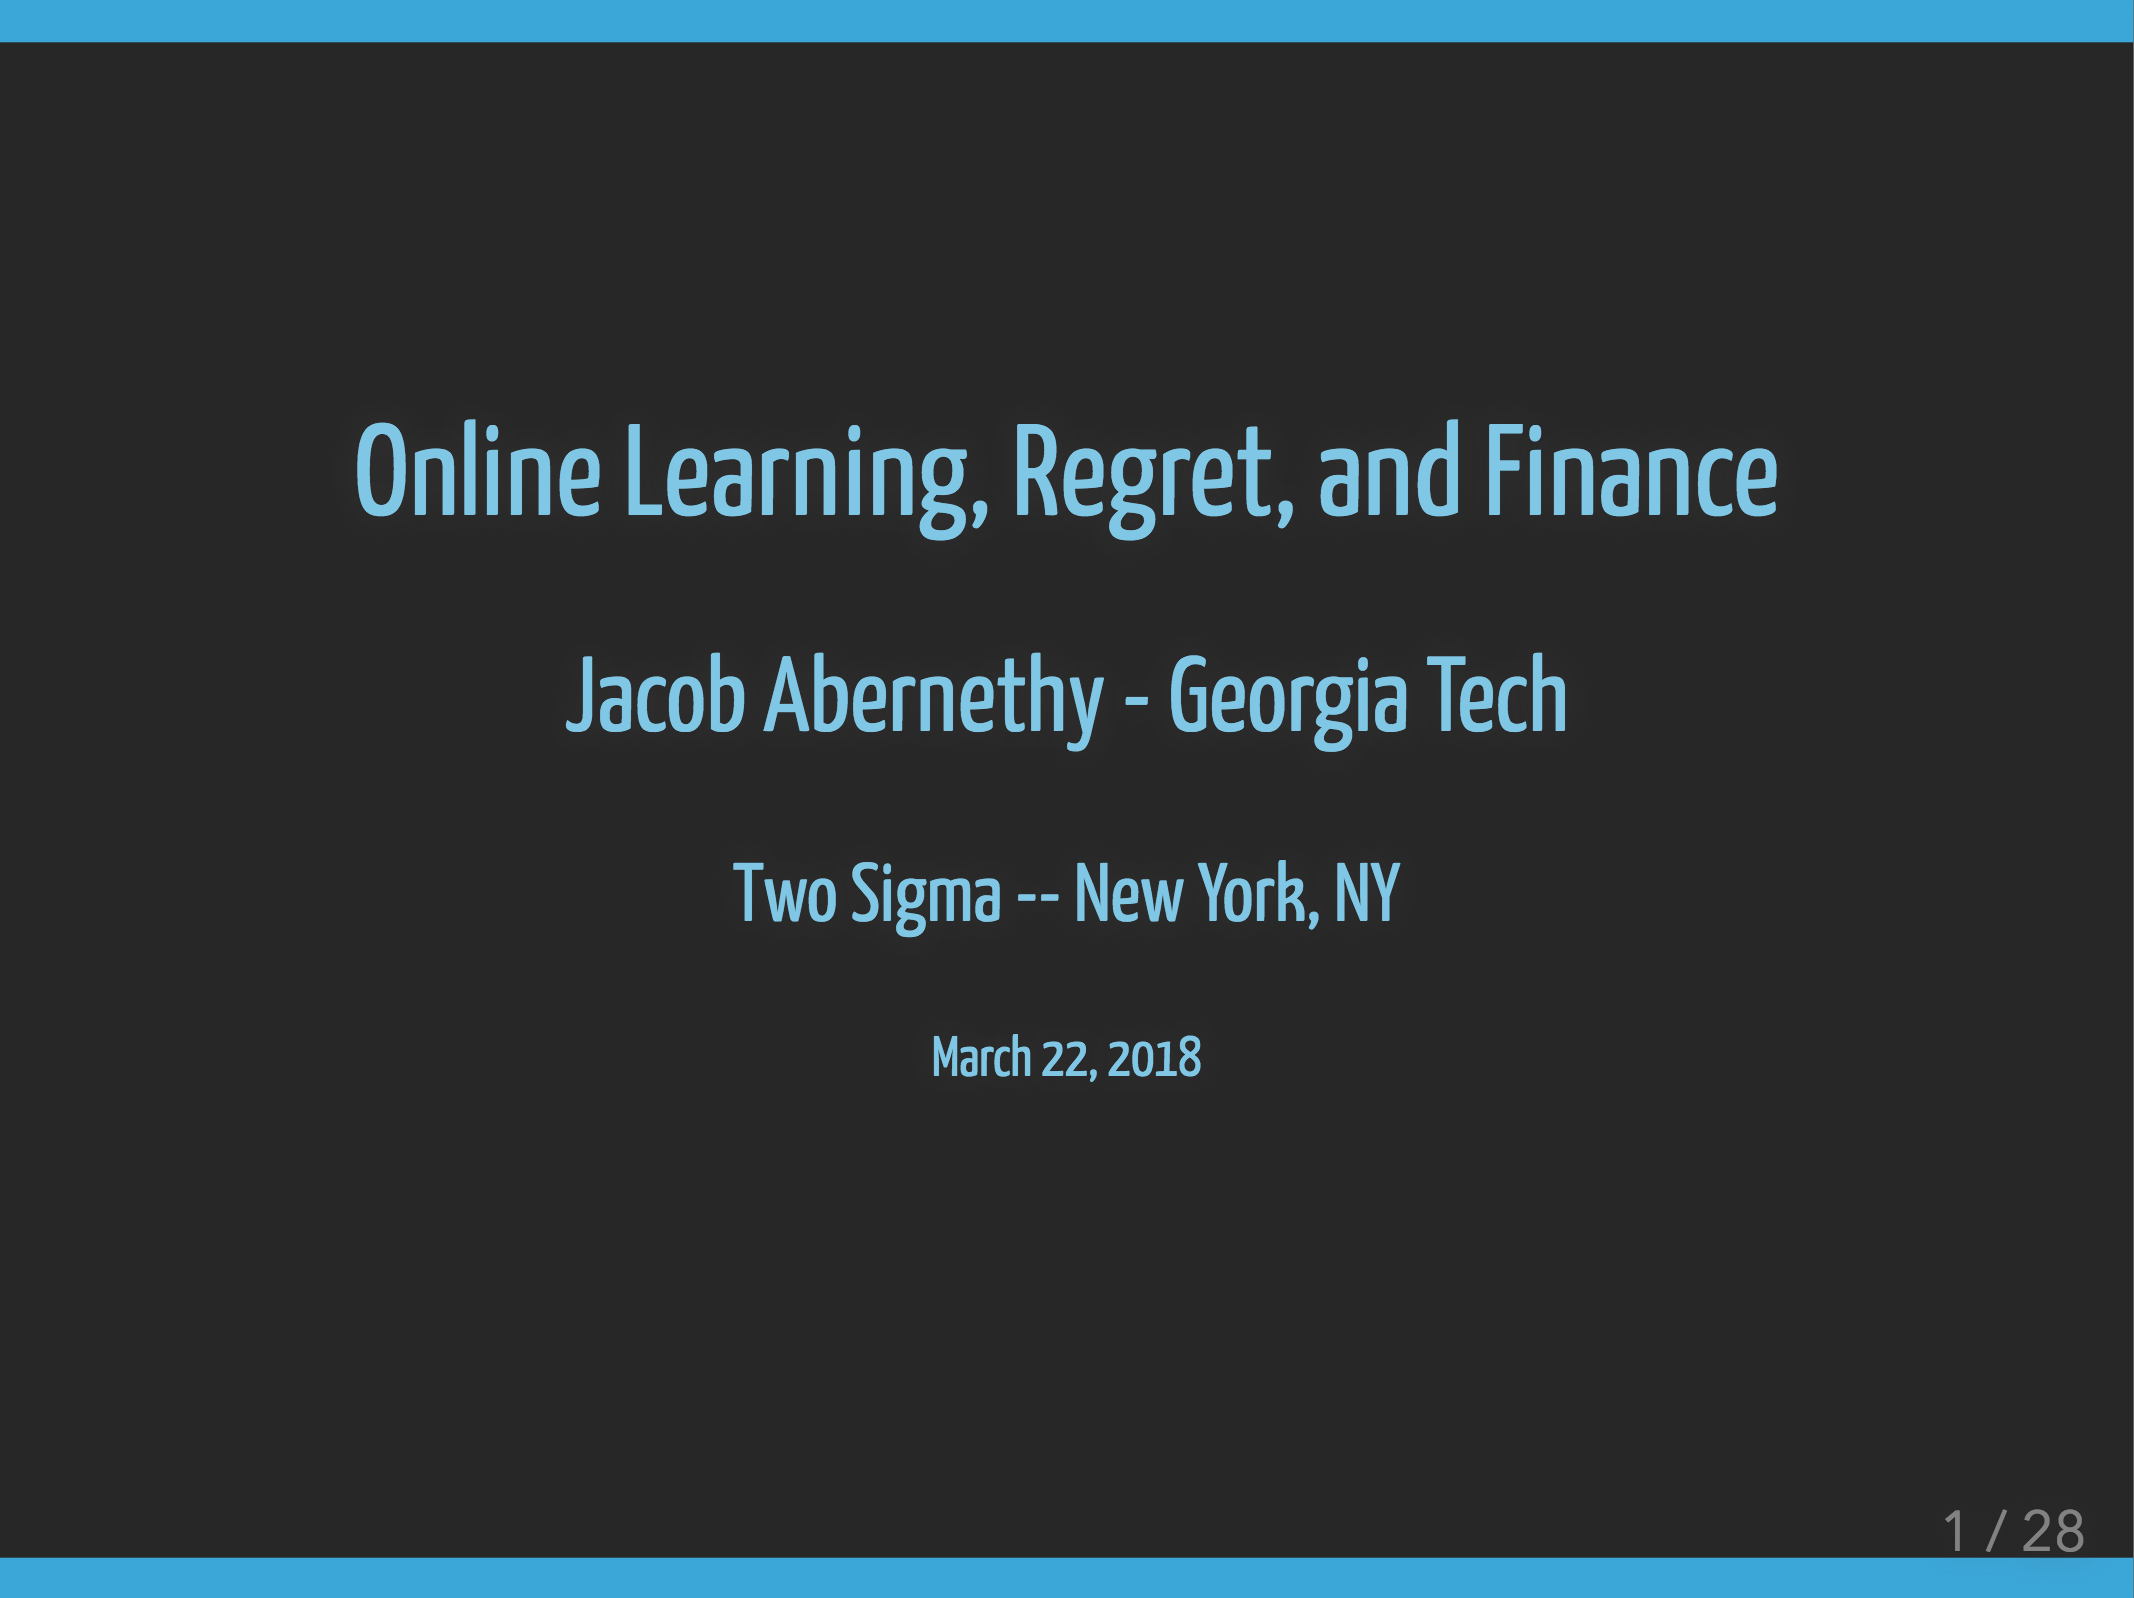 Online Learning, Regret, and Finance
Jacob Abernethy - Georgia Tech
Two Sigma -- New York, NY
March 22, 2018
1 / 28